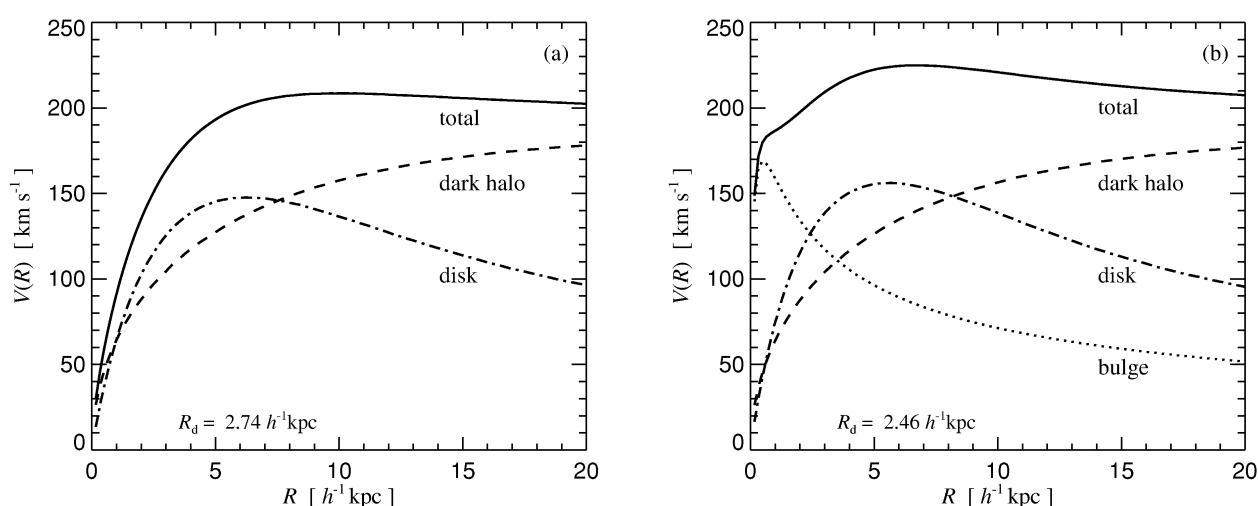 250
(a)
200
total
150
dark halo
V(R) [ km s⁻¹ ]
100
disk
50
R_d = 2.74 h⁻¹kpc
0
0 5 10 15 20
R [ h⁻¹ kpc ]
250
(b)
200
total
150
dark halo
V(R) [ km s⁻¹ ]
100
disk
50
bulge
R_d = 2.46 h⁻¹kpc
0
0 5 10 15 20
R [ h⁻¹ kpc ]